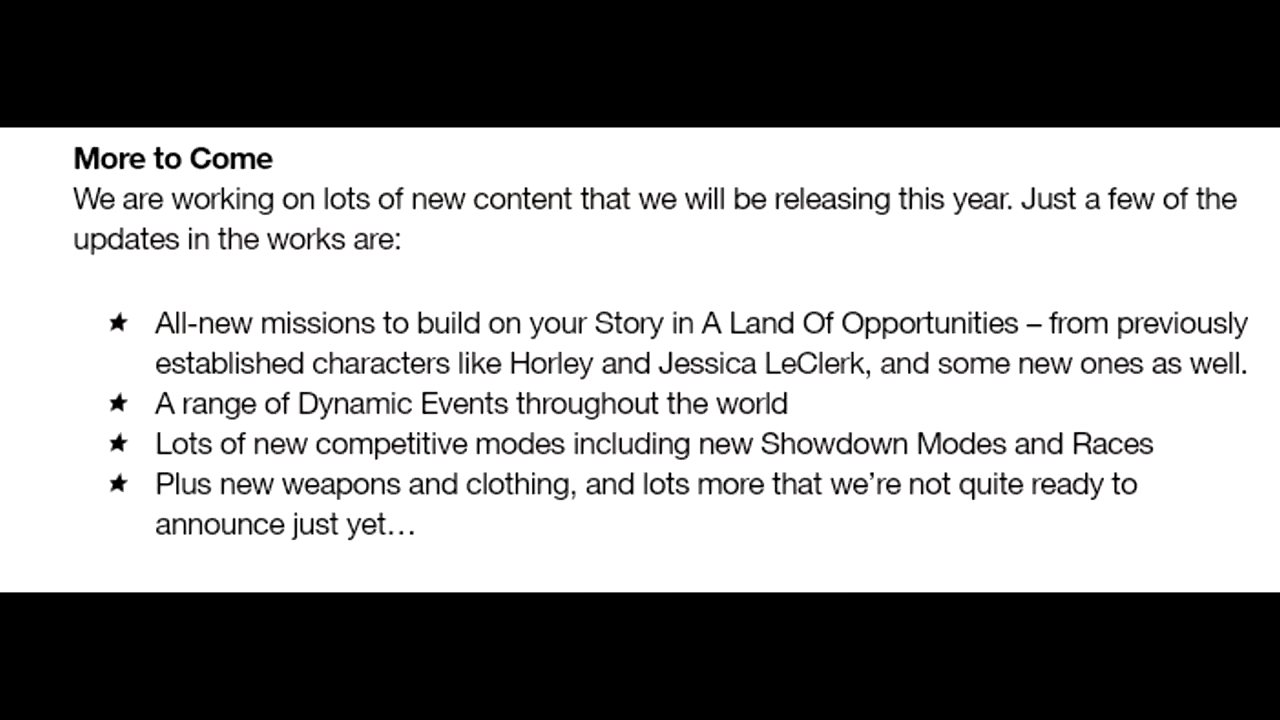 More to Come
We are working on lots of new content that we will be releasing this year. Just a few of the
updates in the works are:
★ All-new missions to build on your Story in A Land Of Opportunities – from previously
established characters like Horley and Jessica LeClerk, and some new ones as well.
★ A range of Dynamic Events throughout the world
★ Lots of new competitive modes including new Showdown Modes and Races
★ Plus new weapons and clothing, and lots more that we’re not quite ready to
announce just yet…